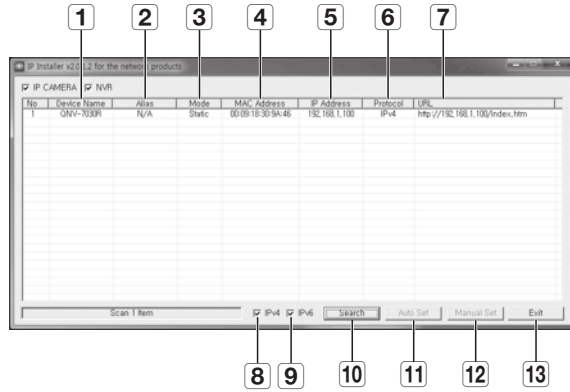 1 2 3 4 5 6 7
IP Installer v2.0.1.2 for the network products
IP CAMERA NVR
No Device Name Alias Mode MAC Address IP Address Protocol URL
1 QNV-7030R N/A Static 00:09:18:30:9A:46 192,168,1,100 IPv4 http://192,168,1,100/index,htm
Scan 1 Item IPv4 IPv6 Search Auto Set Manual Set Exit
8 9 10 11 12 13